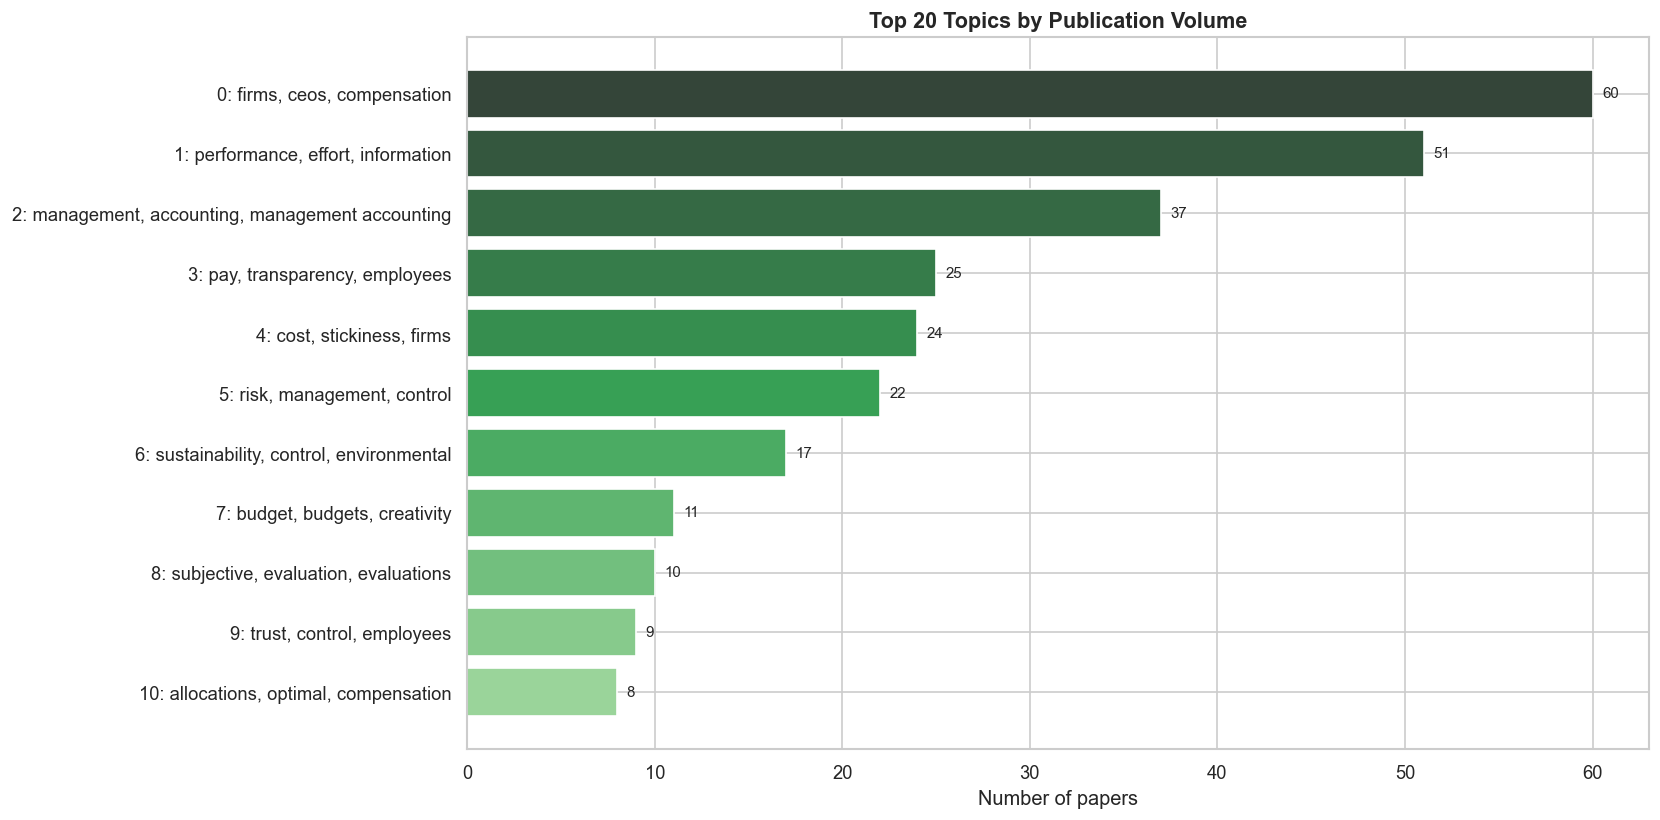 Top 20 Topics by Publication Volume
0: firms, ceos, compensation
60
1: performance, effort, information
51
2: management, accounting, management accounting
37
3: pay, transparency, employees
25
4: cost, stickiness, firms
24
5: risk, management, control
22
6: sustainability, control, environmental
17
7: budget, budgets, creativity
11
8: subjective, evaluation, evaluations
10
9: trust, control, employees
9
10: allocations, optimal, compensation
8
0 10 20 30 40 50 60
Number of papers